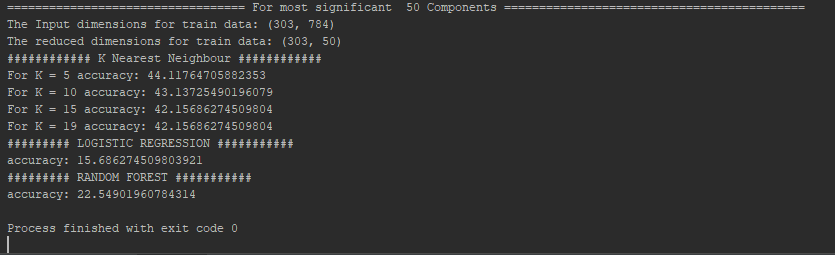 ================================== For most significant  50 Components ===========================================
The Input dimensions for train data: (303, 784)
The reduced dimensions for train data: (303, 50)
############ K Nearest Neighbour ############
For K = 5 accuracy: 44.11764705882353
For K = 10 accuracy: 43.13725490196079
For K = 15 accuracy: 42.15686274509804
For K = 19 accuracy: 42.15686274509804
######### LOGISTIC REGRESSION ###########
accuracy: 15.686274509803921
######### RANDOM FOREST ###########
accuracy: 22.54901960784314
Process finished with exit code 0